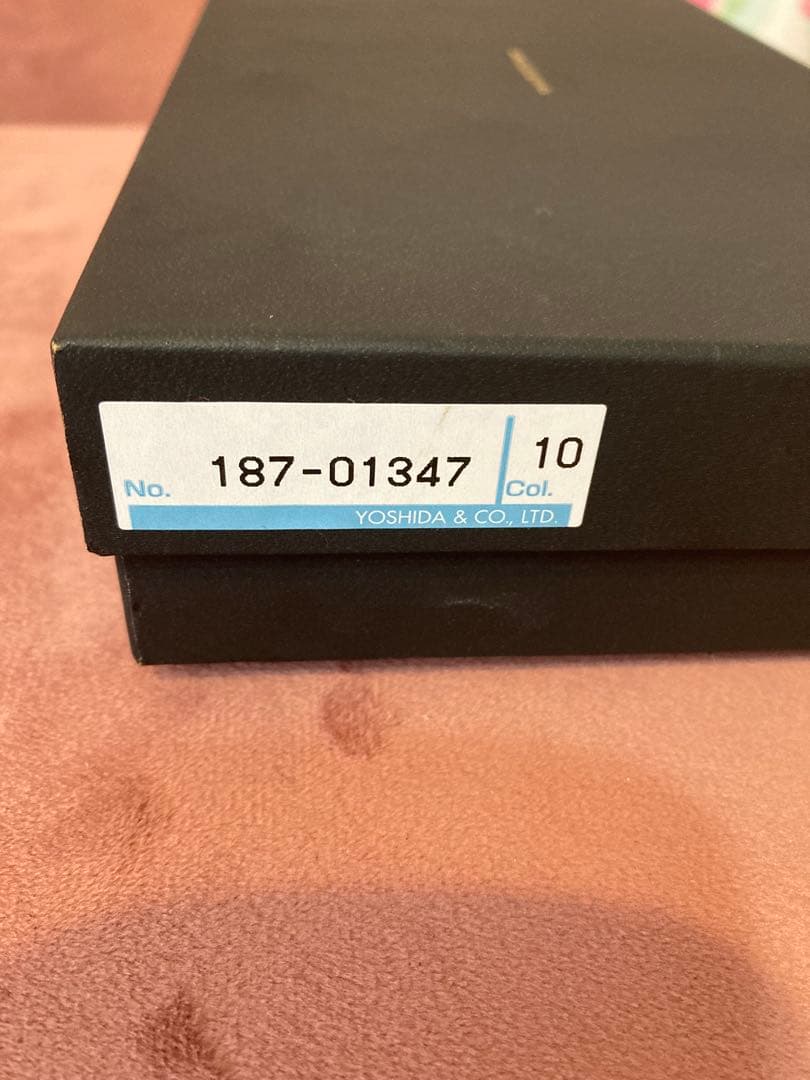 No. 187-01347
Col. 10
YOSHIDA & CO., LTD.